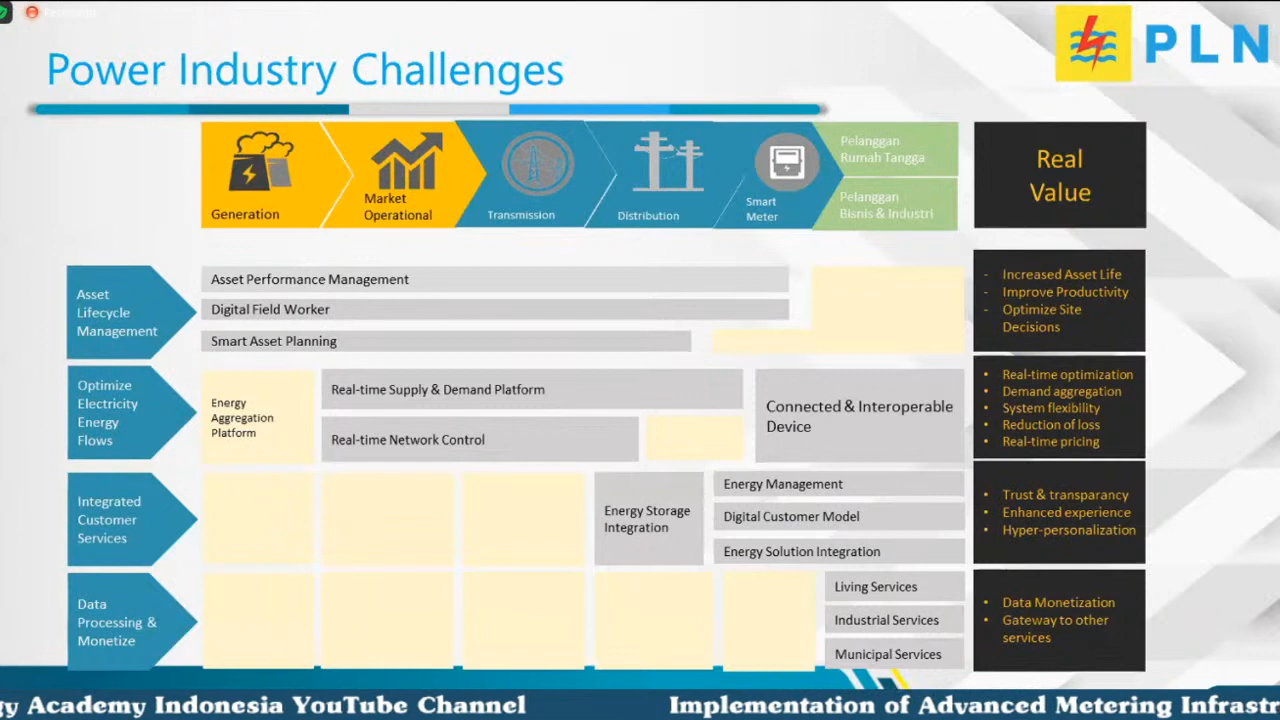 Power Industry Challenges
PLN
Generation
Market
Operational
Transmission
Distribution
Smart
Meter
Pelanggan
Rumah Tangga
Pelanggan
Bisnis & Industri
Real
Value
Asset
Lifecycle
Management
Asset Performance Management
Digital Field Worker
Smart Asset Planning
- Increased Asset Life
- Improve Productivity
- Optimize Site
Decisions
Optimize
Electricity
Energy
Flows
Energy
Aggregation
Platform
Real-time Supply & Demand Platform
Real-time Network Control
Connected & Interoperable
Device
• Real-time optimization
• Demand aggregation
• System flexibility
• Reduction of loss
• Real-time pricing
Integrated
Customer
Services
Energy Storage
Integration
Energy Management
Digital Customer Model
Energy Solution Integration
• Trust & transparancy
• Enhanced experience
• Hyper-personalization
Data
Processing &
Monetize
Living Services
Industrial Services
Municipal Services
• Data Monetization
• Gateway to other
services
gy Academy Indonesia YouTube Channel
Implementation of Advanced Metering Infrastr